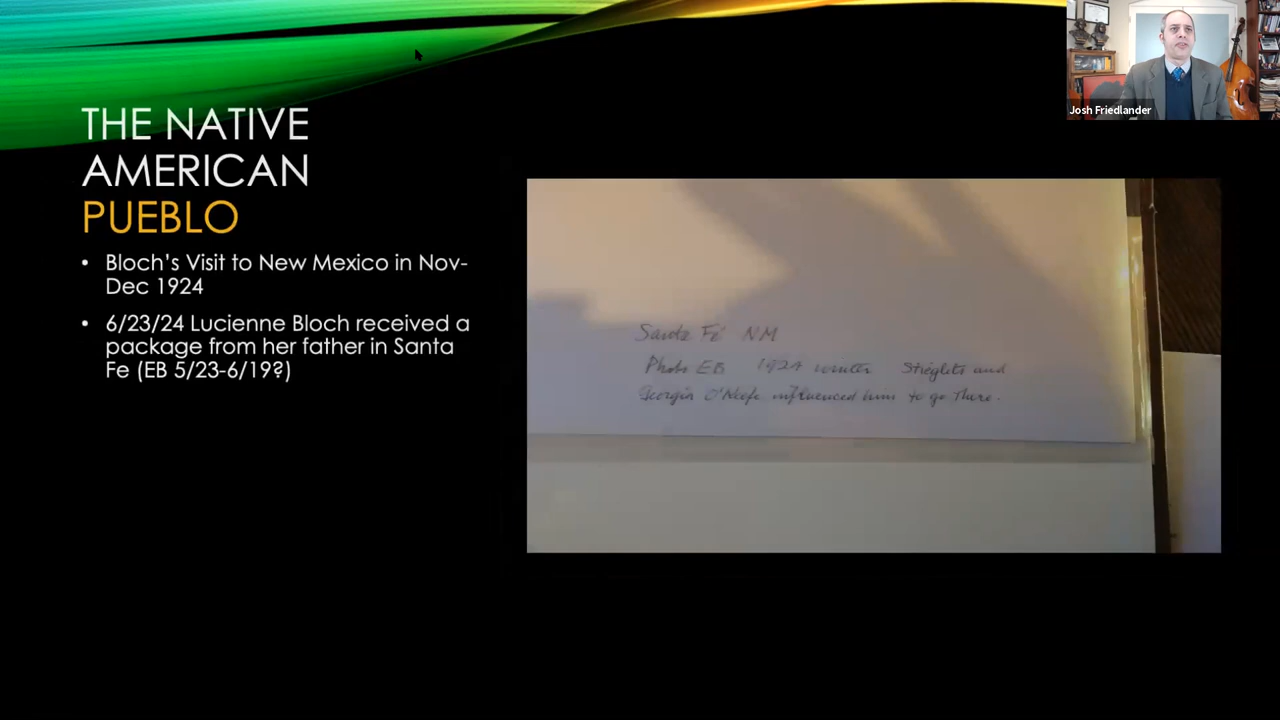 THE NATIVE
AMERICAN
PUEBLO
• Bloch's Visit to New Mexico in Nov-
Dec 1924
• 6/23/24 Lucienne Bloch received a
package from her father in Santa
Fe (EB 5/23-6/19?)
Santa Fé NM
Photo EB 1924 winter Stieglitz and
Georgia O'Keefe influenced him to go there.
Josh Friedlander